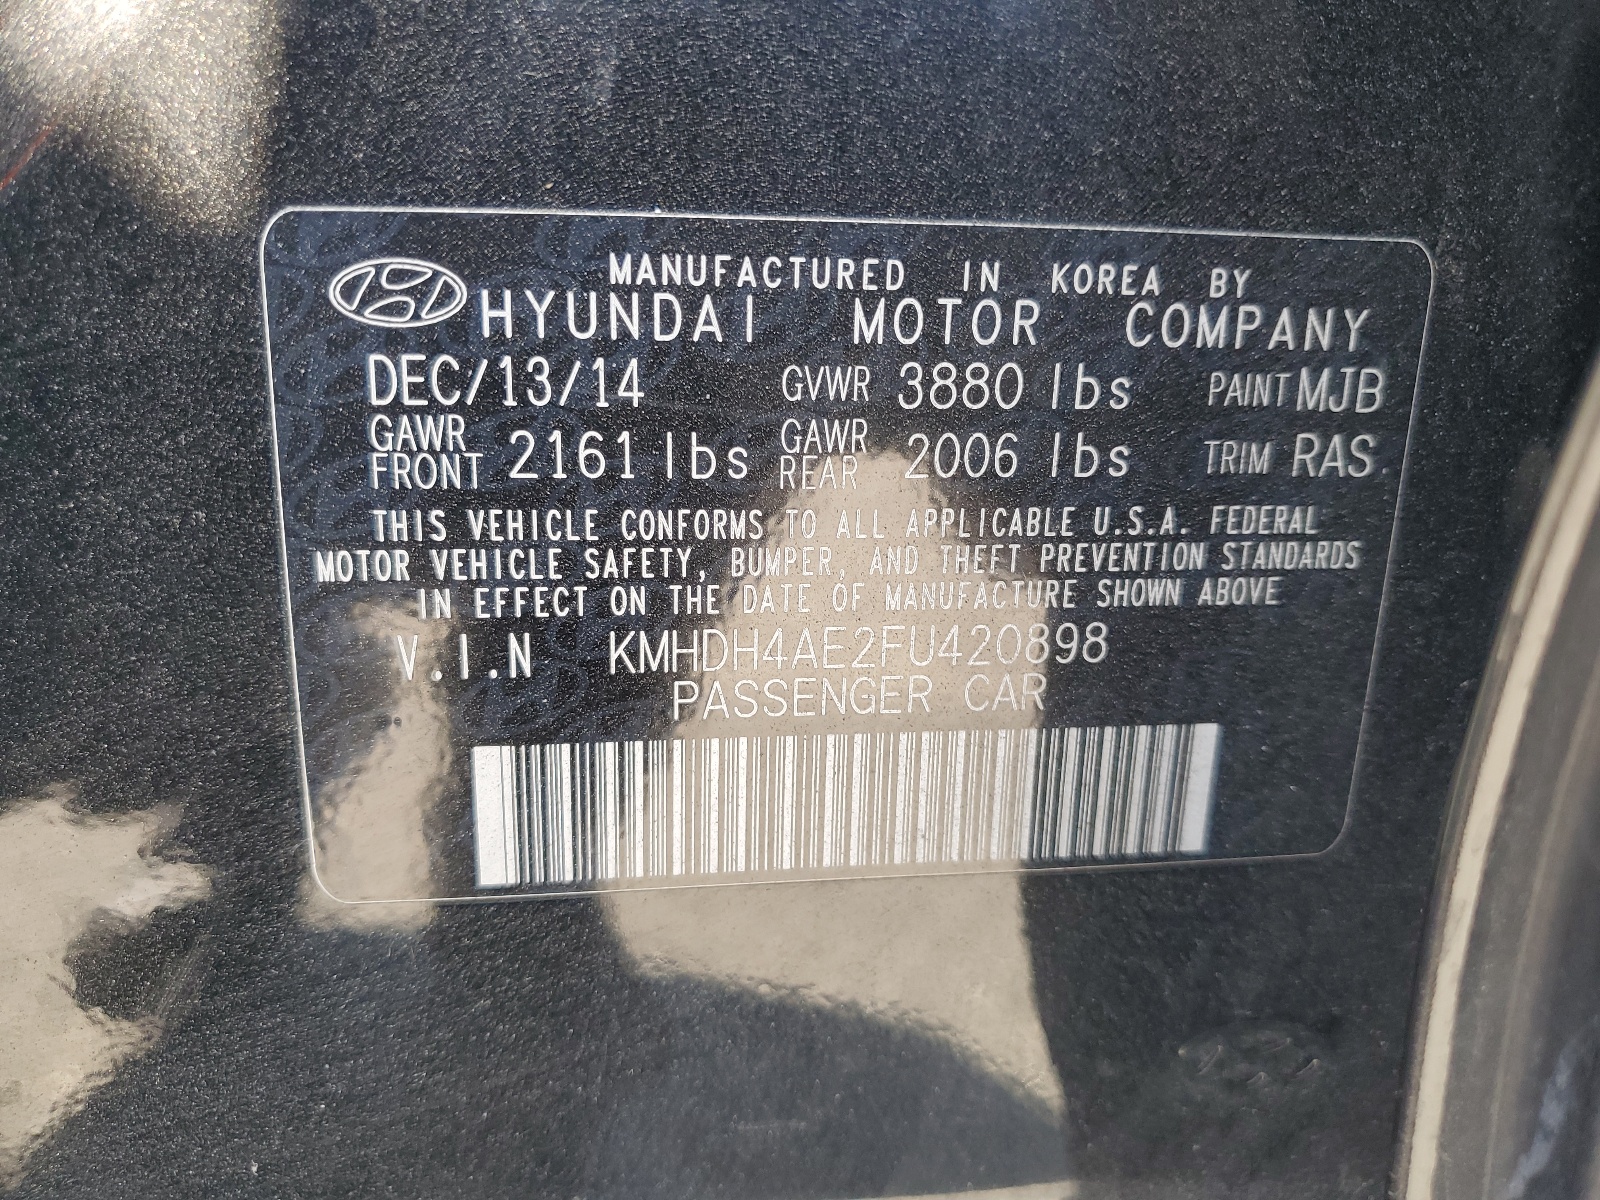 MANUFACTURED IN KOREA BY
HYUNDAI MOTOR COMPANY
DEC/13/14 GVWR 3880 lbs PAINT MJB
GAWR FRONT 2161 lbs GAWR REAR 2006 lbs TRIM RAS.
THIS VEHICLE CONFORMS TO ALL APPLICABLE U.S.A. FEDERAL
MOTOR VEHICLE SAFETY, BUMPER, AND THEFT PREVENTION STANDARDS
IN EFFECT ON THE DATE OF MANUFACTURE SHOWN ABOVE
V.I.N KMHDH4AE2FU420898
PASSENGER CAR